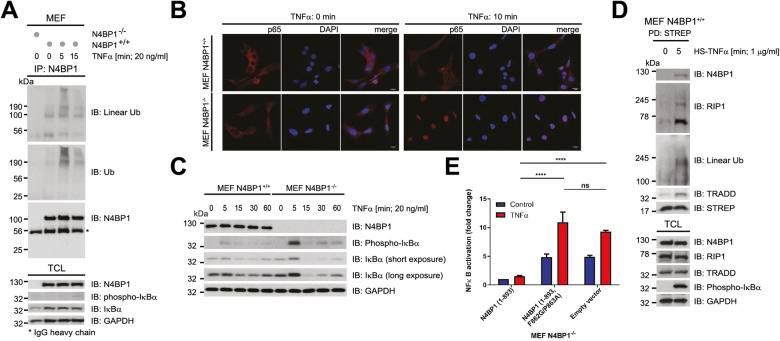 A
MEF
N4BP1-/-
N4BP1+/+
0 0 5 15 TNFα [min; 20 ng/ml]
IP: N4BP1
kDa
190
100
56
IB: Linear Ub
190
100
IB: Ub
100
56
IB: N4BP1
*
TCL
130
IB: N4BP1
32
IB: phospho-IκBα
32
IB: IκBα
32
IB: GAPDH
* IgG heavy chain
B
TNFα: 0 min
TNFα: 10 min
p65 DAPI merge
p65 DAPI merge
MEF N4BP1+/+
MEF N4BP1-/-
C
MEF N4BP1+/+ MEF N4BP1-/-
0 5 15 30 60 0 5 15 30 60 TNFα [min; 20 ng/ml]
kDa
130
IB: N4BP1
32
IB: Phospho-IκBα
32
IB: IκBα (short exposure)
32
IB: IκBα (long exposure)
32
IB: GAPDH
E
****
****
ns
Control
TNFα
NFκ B activation (fold change)
15
10
5
0
N4BP1 (1-893)
N4BP1 (1-893,
F862G/P863A)
Empty vector
MEF N4BP1-/-
D
MEF N4BP1+/+
PD: STREP
0 5 HS-TNFα [min; 1 µg/ml]
kDa
130
IB: N4BP1
245
78
IB: RIP1
245
190
100
IB: Linear Ub
32
IB: TRADD
17
IB: STREP
TCL
130
IB: N4BP1
78
IB: RIP1
32
IB: TRADD
32
IB: Phospho-IκBα
32
IB: GAPDH